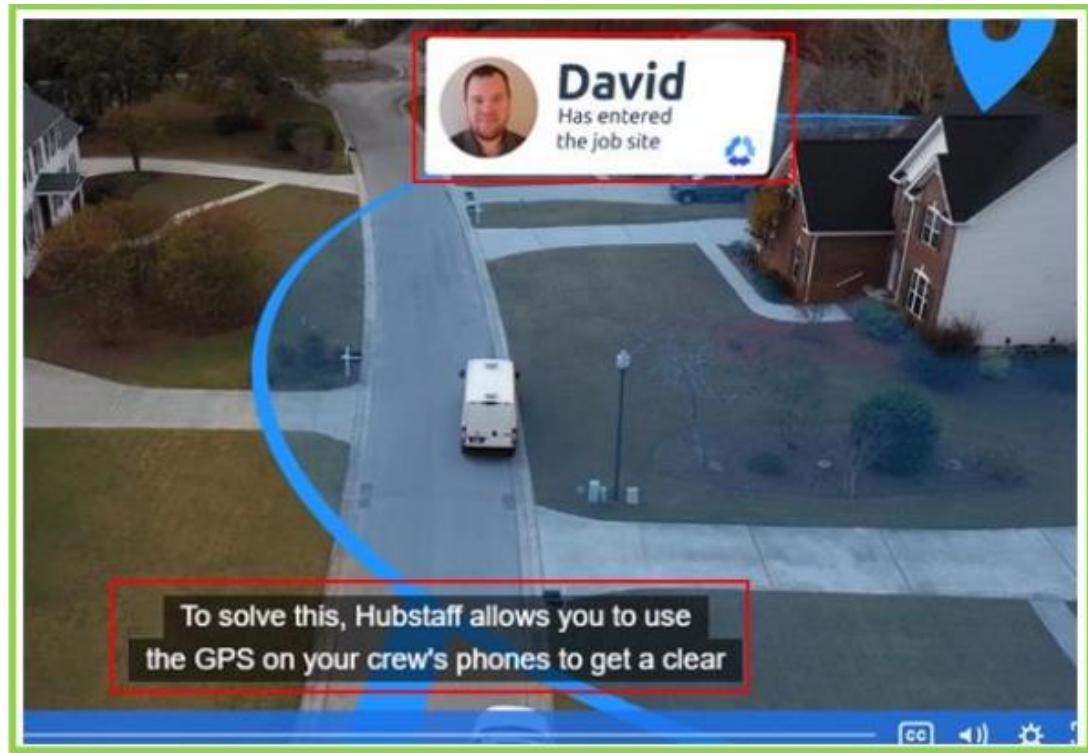 David
Has entered
the job site
To solve this, Hubstaff allows you to use
the GPS on your crew's phones to get a clear
CC